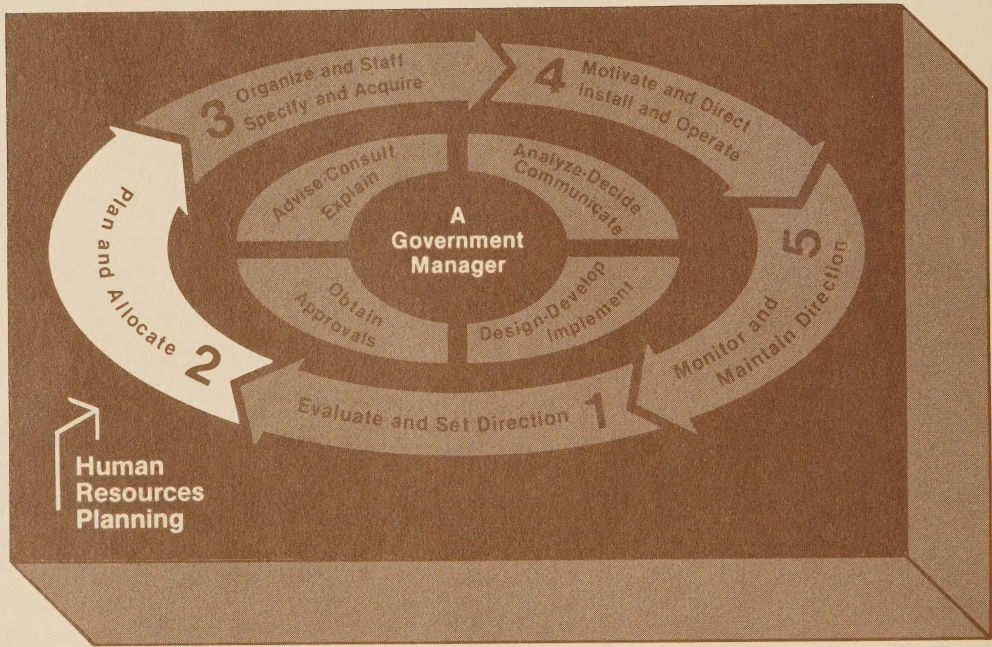 3 Organize and Staff
Specify and Acquire
4 Motivate and Direct
Install and Operate
Advise-Consult
Explain
Analyze-Decide
Communicate
A
Government
Manager
Plan and Allocate 2
5
Monitor and
Maintain Direction
Obtain
Approvals
Design-Develop
Implement
Evaluate and Set Direction 1
Human
Resources
Planning